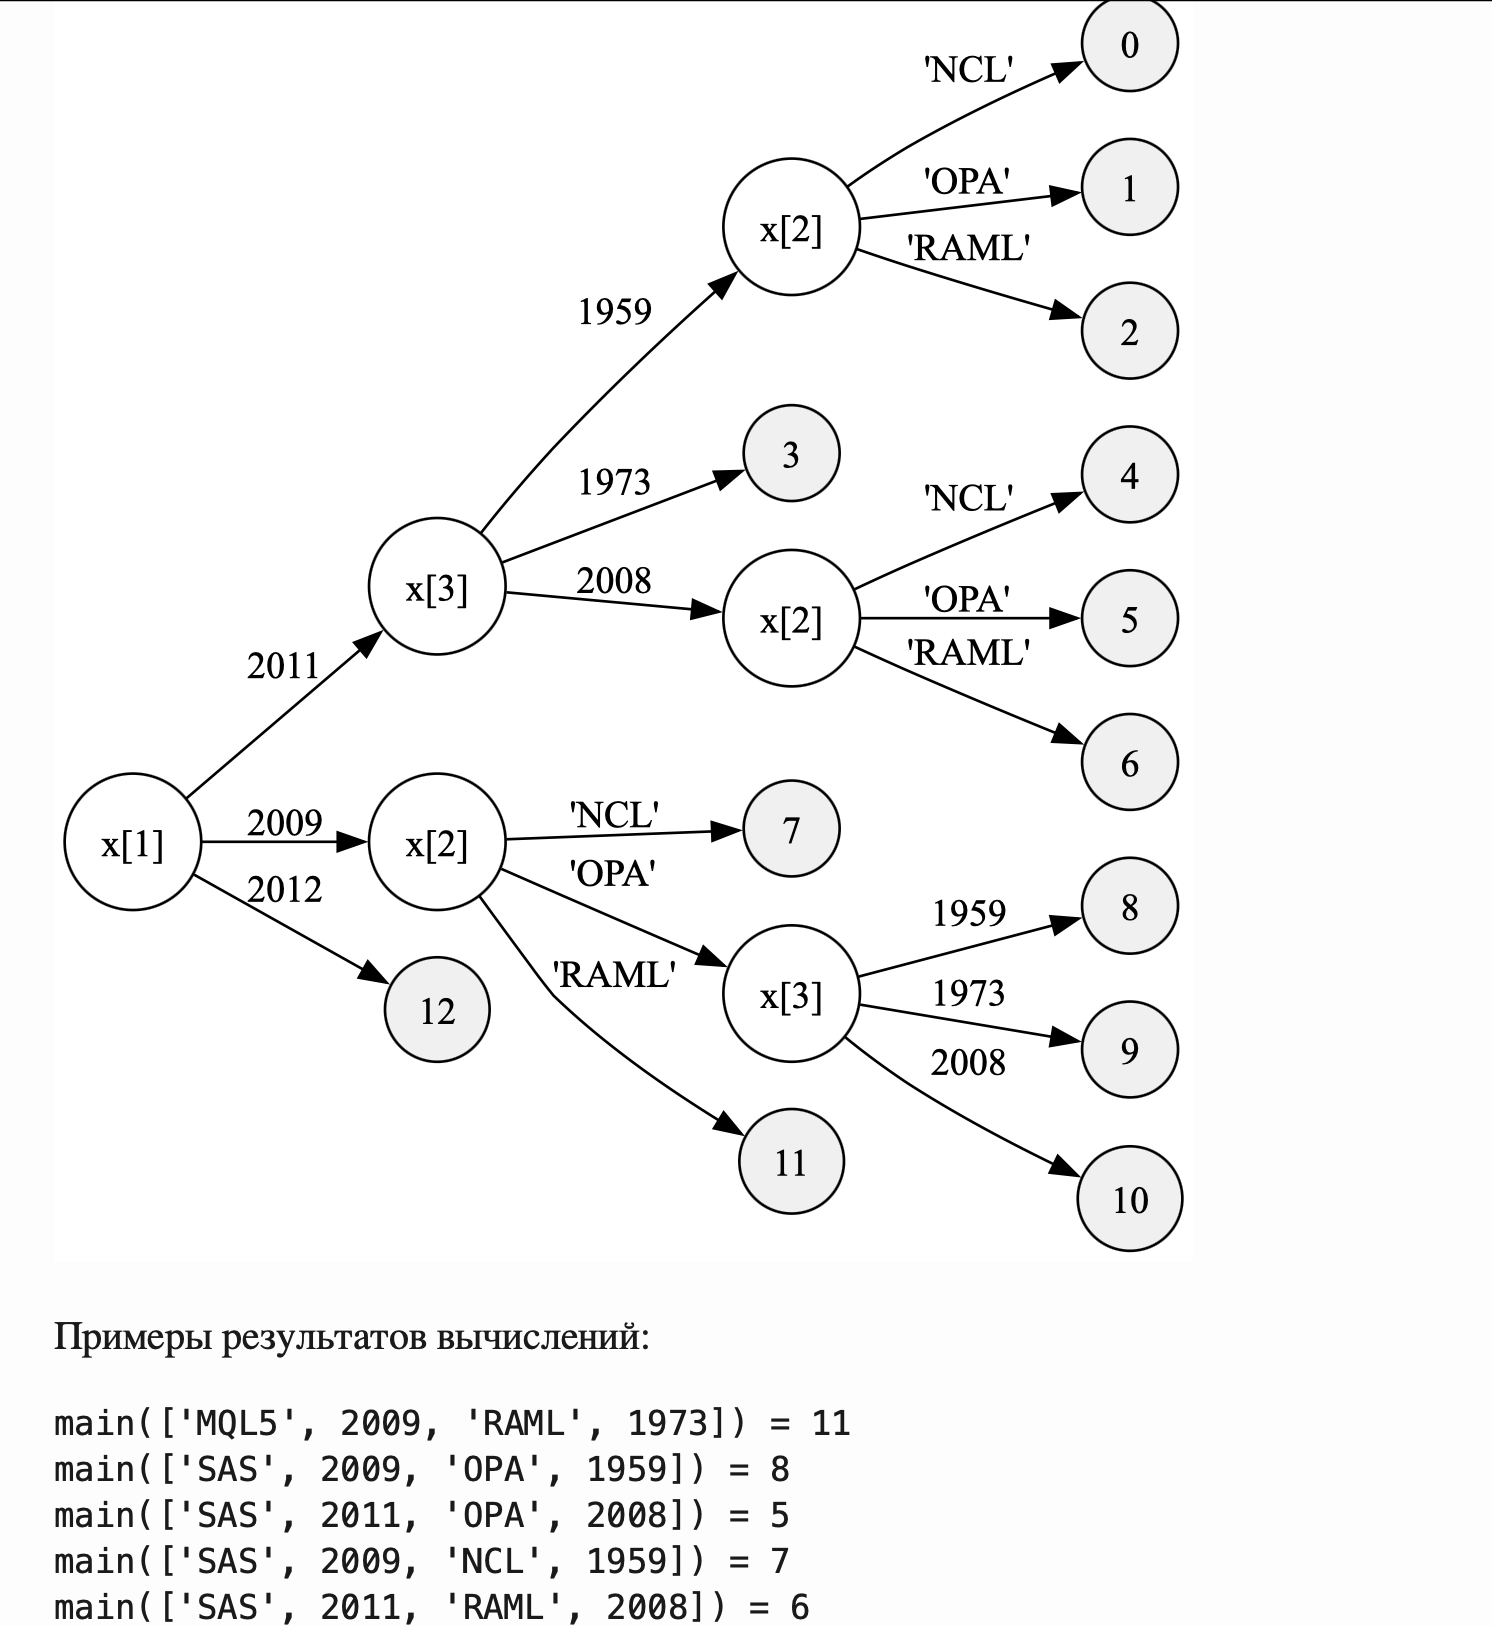 0
'NCL'
'OPA'
1
x[2]
'RAML'
1959
2
3
1973
'NCL'
4
x[3]
2008
x[2]
'OPA'
5
'RAML'
2011
6
x[1]
2009
x[2]
'NCL'
7
'OPA'
2012
1959
8
'RAML'
x[3]
1973
12
9
2008
11
10
Примеры результатов вычислений:
main(['MQL5', 2009, 'RAML', 1973]) = 11
main(['SAS', 2009, 'OPA', 1959]) = 8
main(['SAS', 2011, 'OPA', 2008]) = 5
main(['SAS', 2009, 'NCL', 1959]) = 7
main(['SAS', 2011, 'RAML', 2008]) = 6